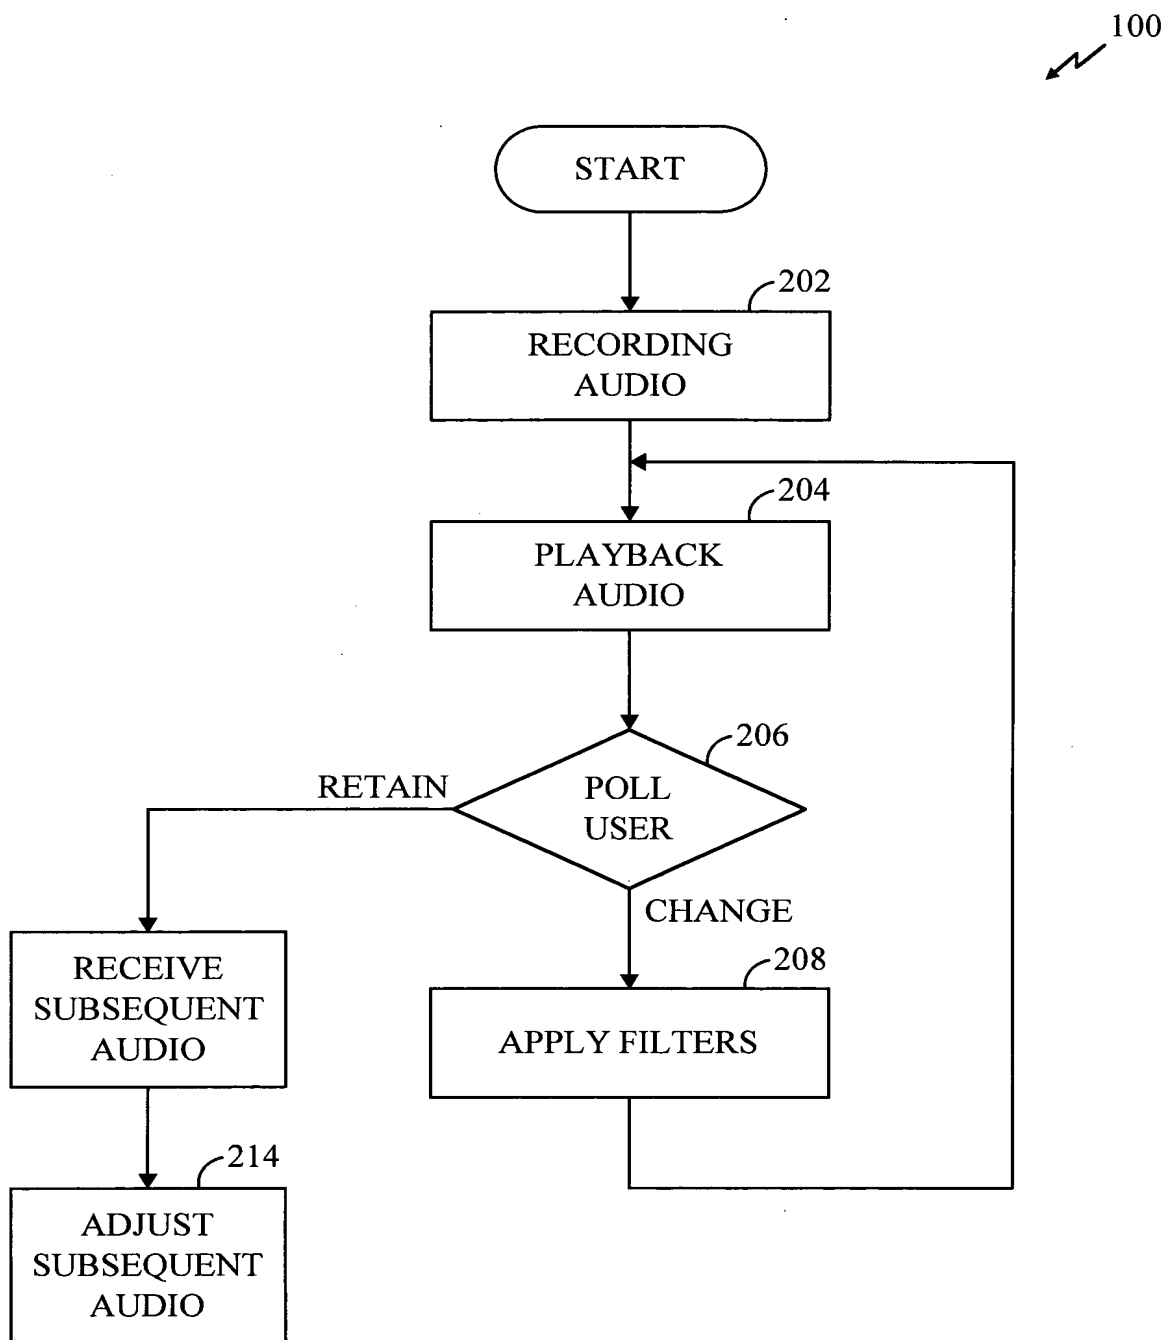 100
START
202
RECORDING
AUDIO
204
PLAYBACK
AUDIO
206
RETAIN
POLL
USER
CHANGE
208
APPLY FILTERS
RECEIVE
SUBSEQUENT
AUDIO
214
ADJUST
SUBSEQUENT
AUDIO